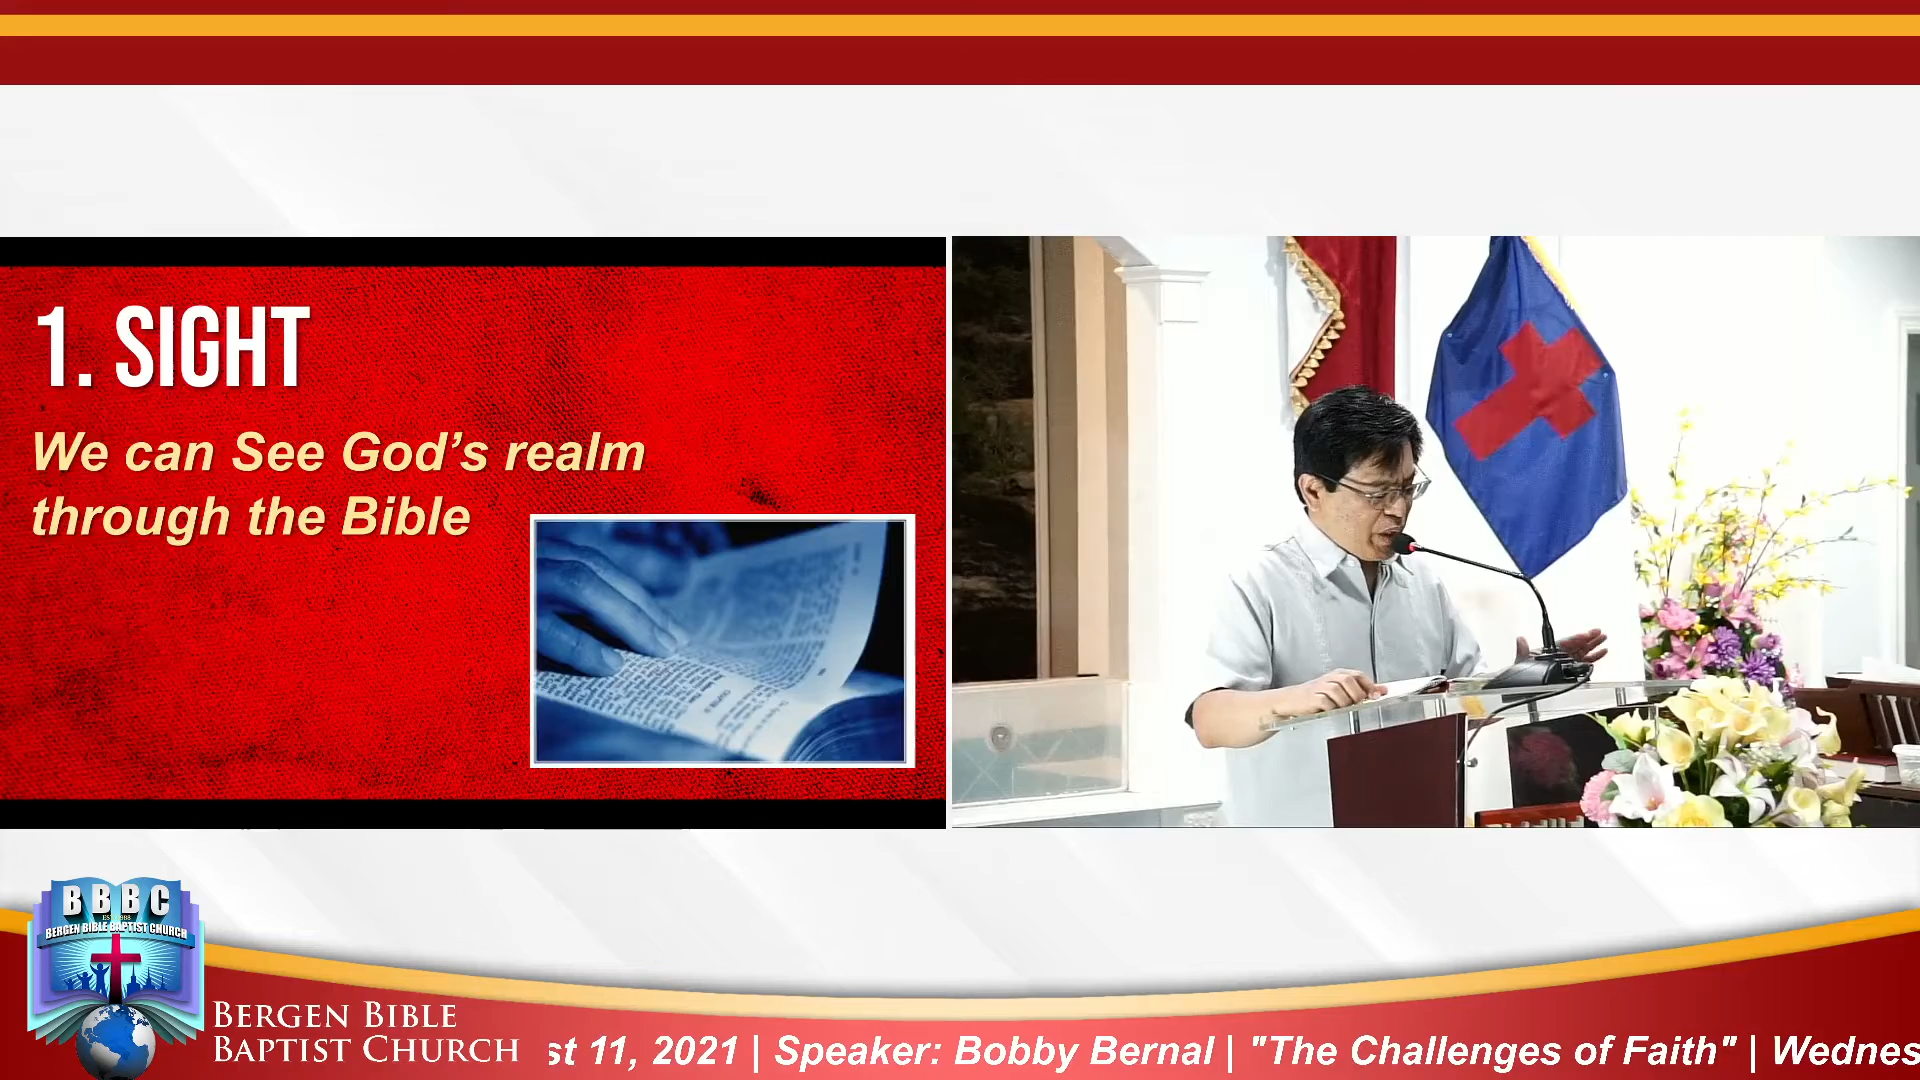 1. SIGHT
We can See God’s realm
through the Bible
B B B C
BERGEN BIBLE BAPTIST CHURCH
BERGEN BIBLE
BAPTIST CHURCH
st 11, 2021 | Speaker: Bobby Bernal | "The Challenges of Faith" | Wednes